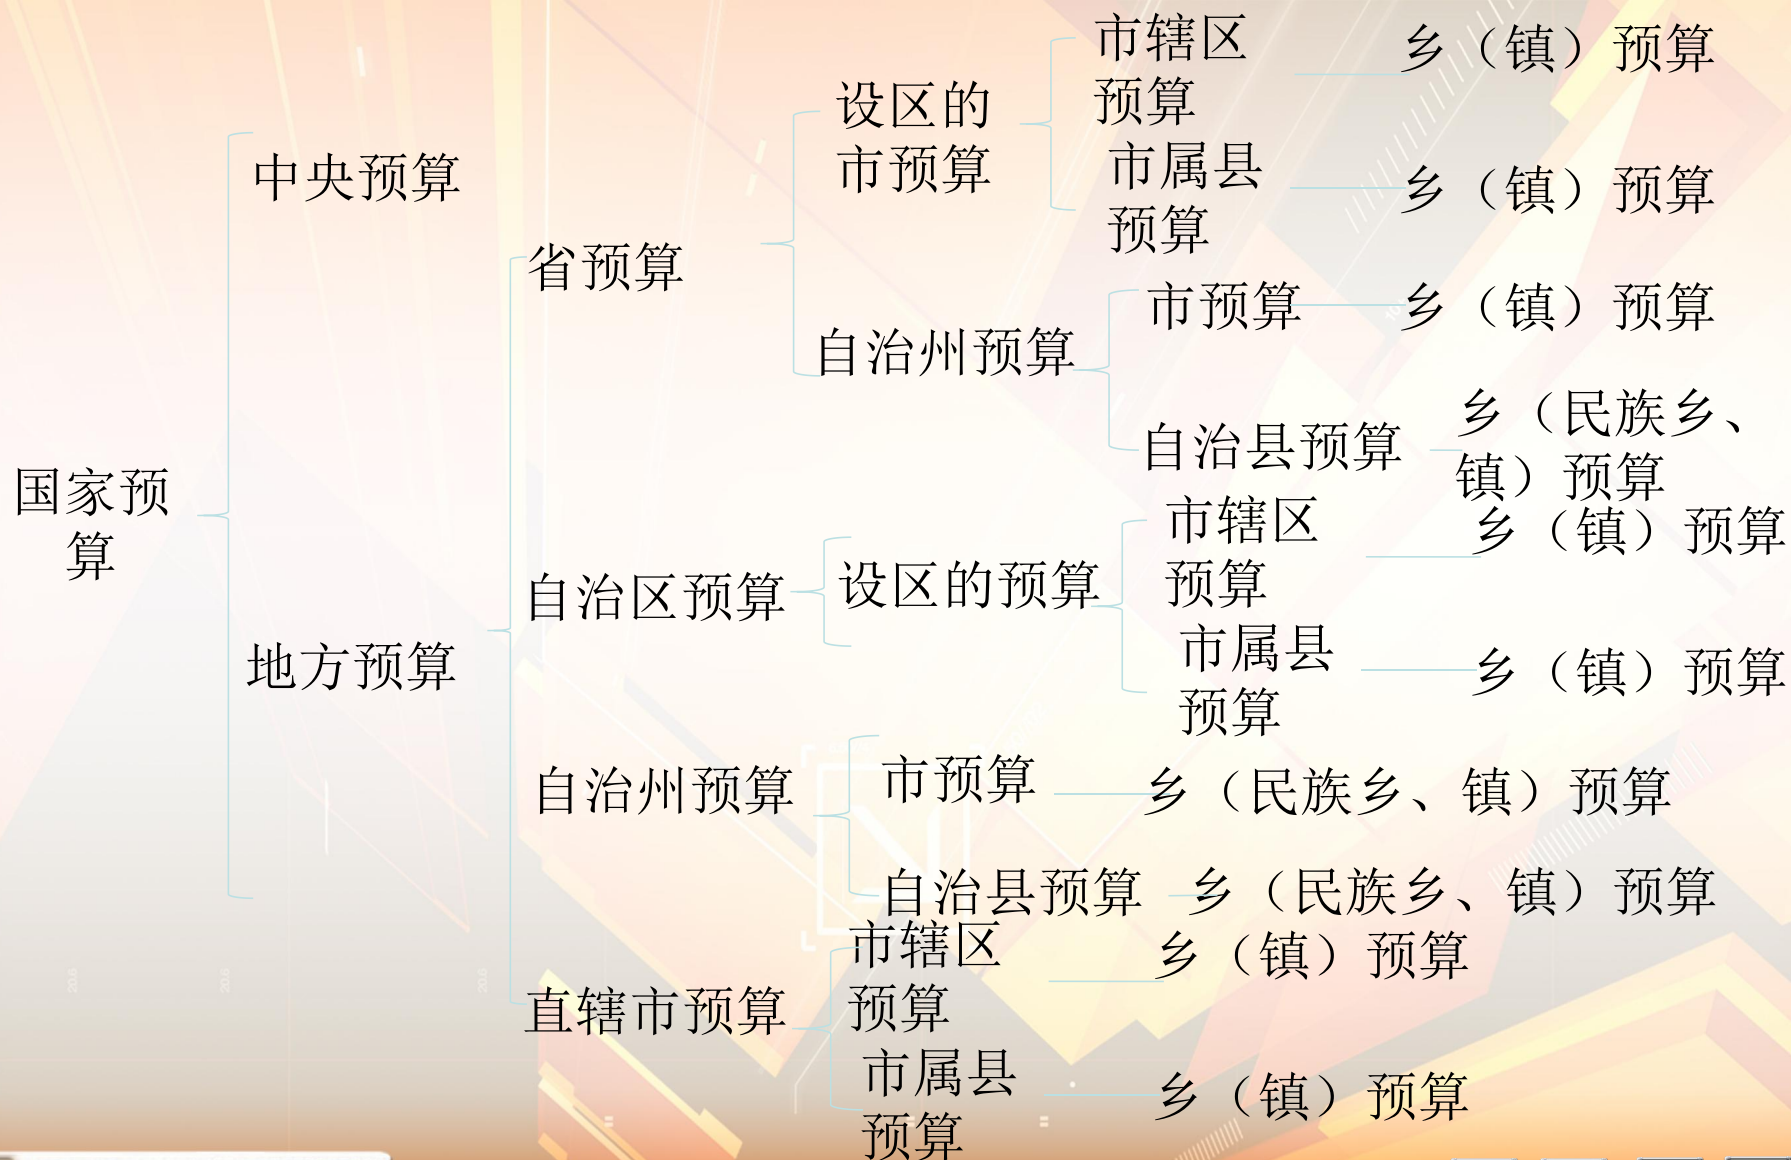 国家预
算
中央预算
地方预算
省预算
设区的
市预算
市辖区
预算
乡（镇）预算
市属县
预算
乡（镇）预算
自治州预算
市预算
乡（镇）预算
自治县预算
乡（民族乡、
镇）预算
自治区预算
设区的预算
市辖区
预算
乡（镇）预算
市属县
预算
乡（镇）预算
自治州预算
市预算
乡（民族乡、镇）预算
自治县预算
乡（民族乡、镇）预算
直辖市预算
市辖区
预算
乡（镇）预算
市属县
预算
乡（镇）预算